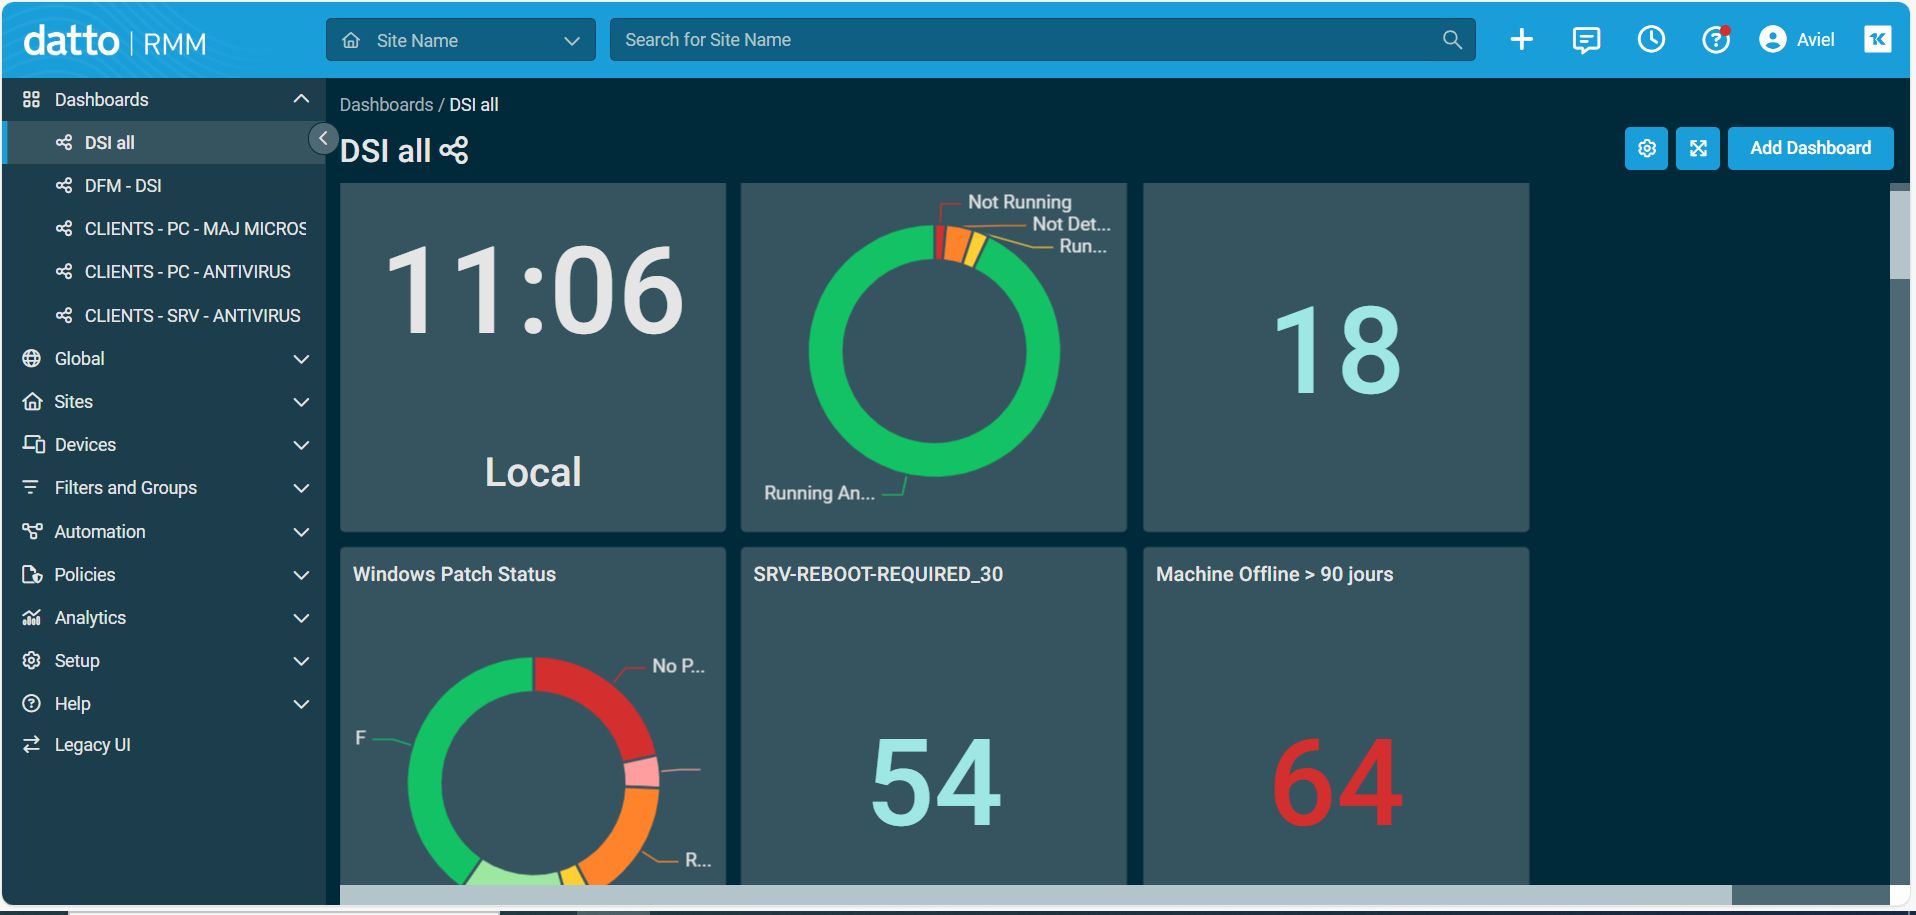 datto | RMM
Site Name
Search for Site Name
Aviel
Dashboards
DSI all
DFM - DSI
CLIENTS - PC - MAJ MICROS
CLIENTS - PC - ANTIVIRUS
CLIENTS - SRV - ANTIVIRUS
Global
Sites
Devices
Filters and Groups
Automation
Policies
Analytics
Setup
Help
Legacy UI
Dashboards / DSI all
DSI all
Add Dashboard
11:06
Local
Not Running
Not Det...
Run...
Running An...
18
Windows Patch Status
No P...
F
R...
SRV-REBOOT-REQUIRED_30
54
Machine Offline > 90 jours
64